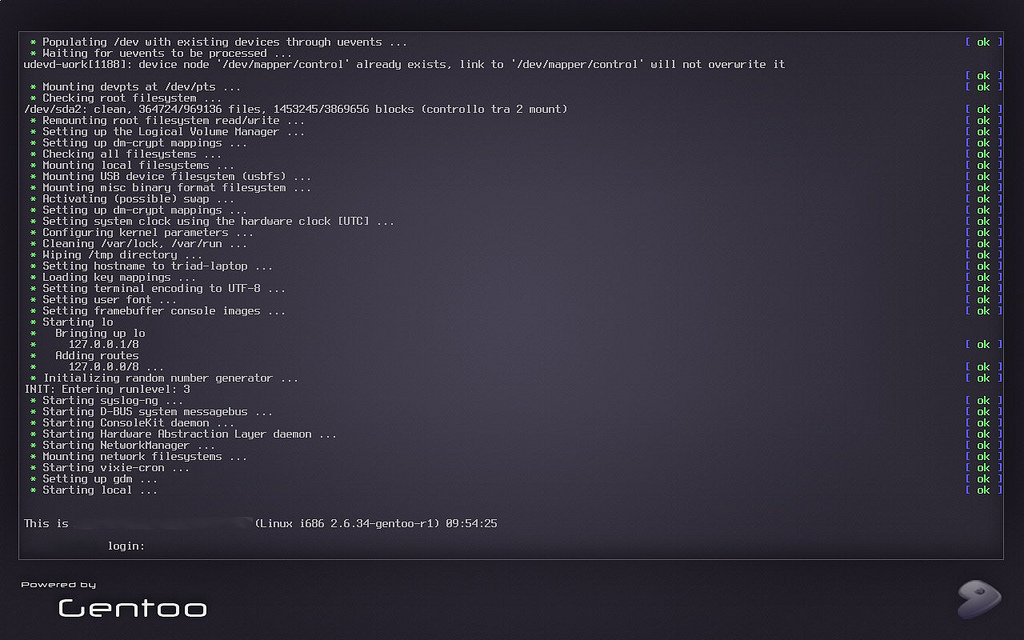 * Populating /dev with existing devices through uevents ... [ ok ]
* Waiting for uevents to be processed ...
udevd-work[1188]: device node '/dev/mapper/control' already exists, link to '/dev/mapper/control' will not overwrite it
[ ok ]
* Mounting devpts at /dev/pts ... [ ok ]
* Checking root filesystem ...
/dev/sda2: clean, 364724/969136 files, 1453245/3869656 blocks (controllo tra 2 mount) [ ok ]
* Remounting root filesystem read/write ... [ ok ]
* Setting up the Logical Volume Manager ... [ ok ]
* Setting up dm-crypt mappings ... [ ok ]
* Checking all filesystems ... [ ok ]
* Mounting local filesystems ... [ ok ]
* Mounting USB device filesystem (usbfs) ... [ ok ]
* Mounting misc binary format filesystem ... [ ok ]
* Activating (possible) swap ... [ ok ]
* Setting up dm-crypt mappings ... [ ok ]
* Setting system clock using the hardware clock [UTC] ... [ ok ]
* Configuring kernel parameters ... [ ok ]
* Cleaning /var/lock, /var/run ... [ ok ]
* Wiping /tmp directory ... [ ok ]
* Setting hostname to triad-laptop ... [ ok ]
* Loading key mappings ... [ ok ]
* Setting terminal encoding to UTF-8 ... [ ok ]
* Setting user font ... [ ok ]
* Setting framebuffer console images ... [ ok ]
* Starting lo
* Bringing up lo
* 127.0.0.1/8 [ ok ]
* Adding routes
* 127.0.0.0/8 ... [ ok ]
* Initializing random number generator ... [ ok ]
INIT: Entering runlevel: 3
* Starting syslog-ng ... [ ok ]
* Starting D-BUS system messagebus ... [ ok ]
* Starting ConsoleKit daemon ... [ ok ]
* Starting Hardware Abstraction Layer daemon ... [ ok ]
* Starting NetworkManager ... [ ok ]
* Mounting network filesystems ... [ ok ]
* Starting vixie-cron ... [ ok ]
* Setting up gdm ... [ ok ]
* Starting local ... [ ok ]
This is (Linux i686 2.6.34-gentoo-r1) 09:54:25
login:
Powered by
Gentoo